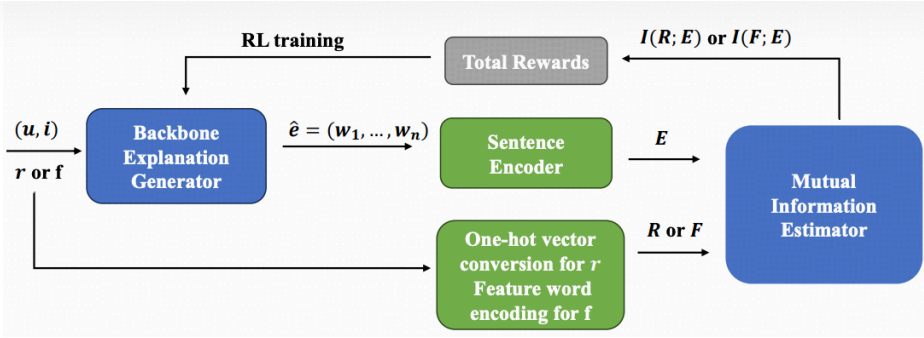 RL training
I(R; E) or I(F; E)
Total Rewards
(u, i)
r or f
Backbone
Explanation
Generator
ê = (w₁, …, wₙ)
Sentence
Encoder
E
Mutual
Information
Estimator
One-hot vector
conversion for r
Feature word
encoding for f
R or F